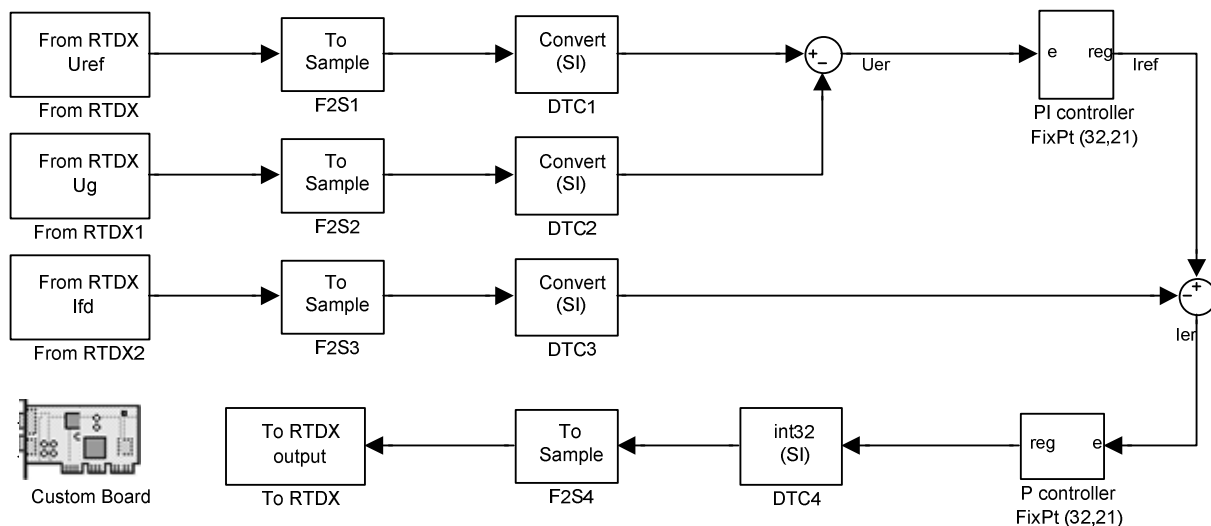 From RTDX
Uref
From RTDX
To
Sample
F2S1
Convert
(SI)
DTC1
+
−
Uer
e
reg
PI controller
FixPt (32,21)
Iref
From RTDX
Ug
From RTDX1
To
Sample
F2S2
Convert
(SI)
DTC2
From RTDX
Ifd
From RTDX2
To
Sample
F2S3
Convert
(SI)
DTC3
+
−
Ier
Custom Board
To RTDX
output
To RTDX
To
Sample
F2S4
int32
(SI)
DTC4
reg
e
P controller
FixPt (32,21)